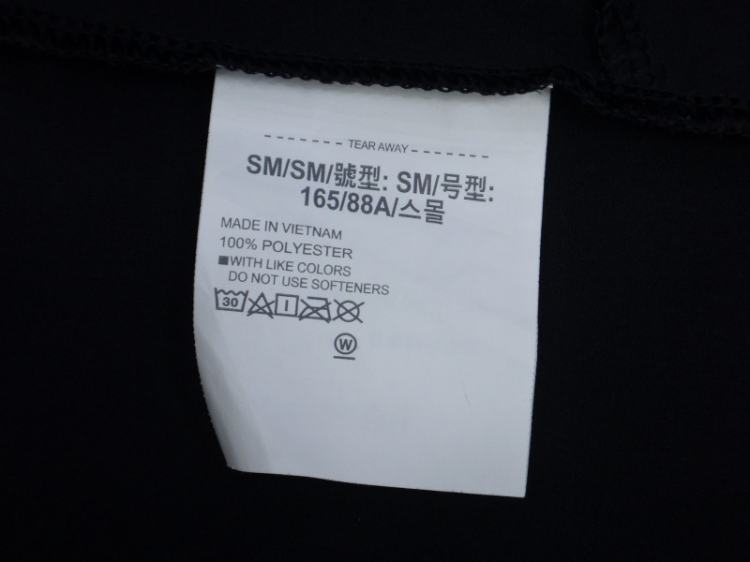 TEAR AWAY
SM/SM/號型: SM/号型:
165/88A/스몰
MADE IN VIETNAM
100% POLYESTER
■WITH LIKE COLORS
DO NOT USE SOFTENERS
30
W